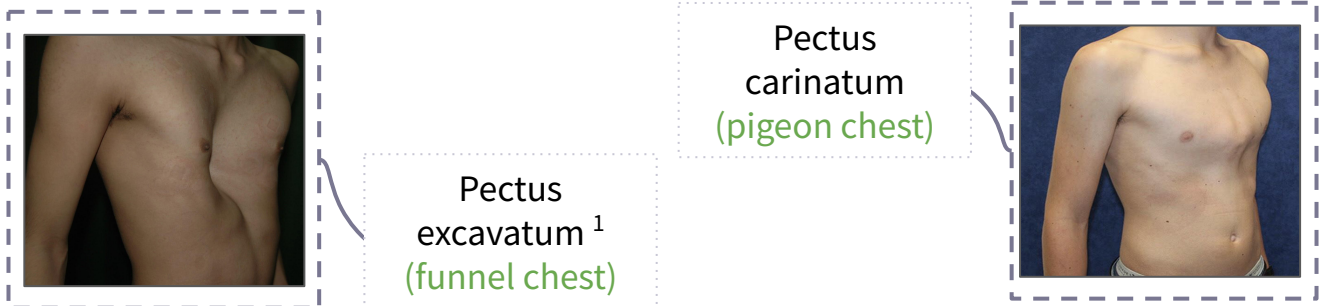 Pectus
carinatum
(pigeon chest)
Pectus
excavatum ¹
(funnel chest)